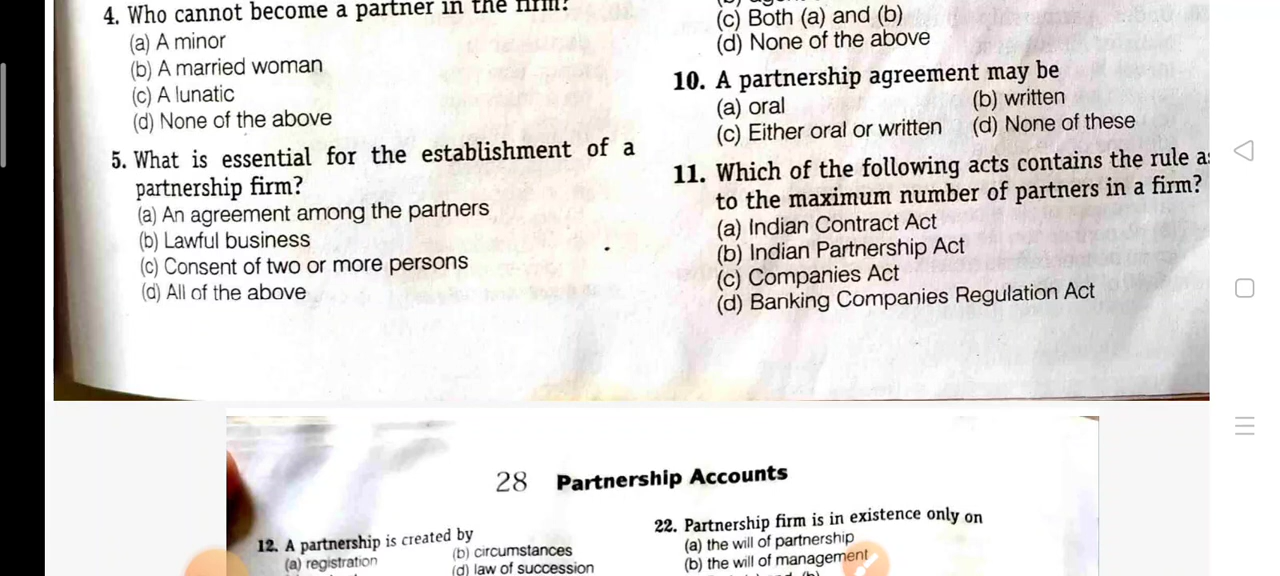 4. Who cannot become a partner in the firm?
(a) A minor
(b) A married woman
(c) A lunatic
(d) None of the above
5. What is essential for the establishment of a
partnership firm?
(a) An agreement among the partners
(b) Lawful business
(c) Consent of two or more persons
(d) All of the above
(c) Both (a) and (b)
(d) None of the above
10. A partnership agreement may be
(a) oral (b) written
(c) Either oral or written (d) None of these
11. Which of the following acts contains the rule as
to the maximum number of partners in a firm?
(a) Indian Contract Act
(b) Indian Partnership Act
(c) Companies Act
(d) Banking Companies Regulation Act
28 Partnership Accounts
12. A partnership is created by
(a) registration (b) circumstances
(d) law of succession
22. Partnership firm is in existence only on
(a) the will of partnership
(b) the will of management